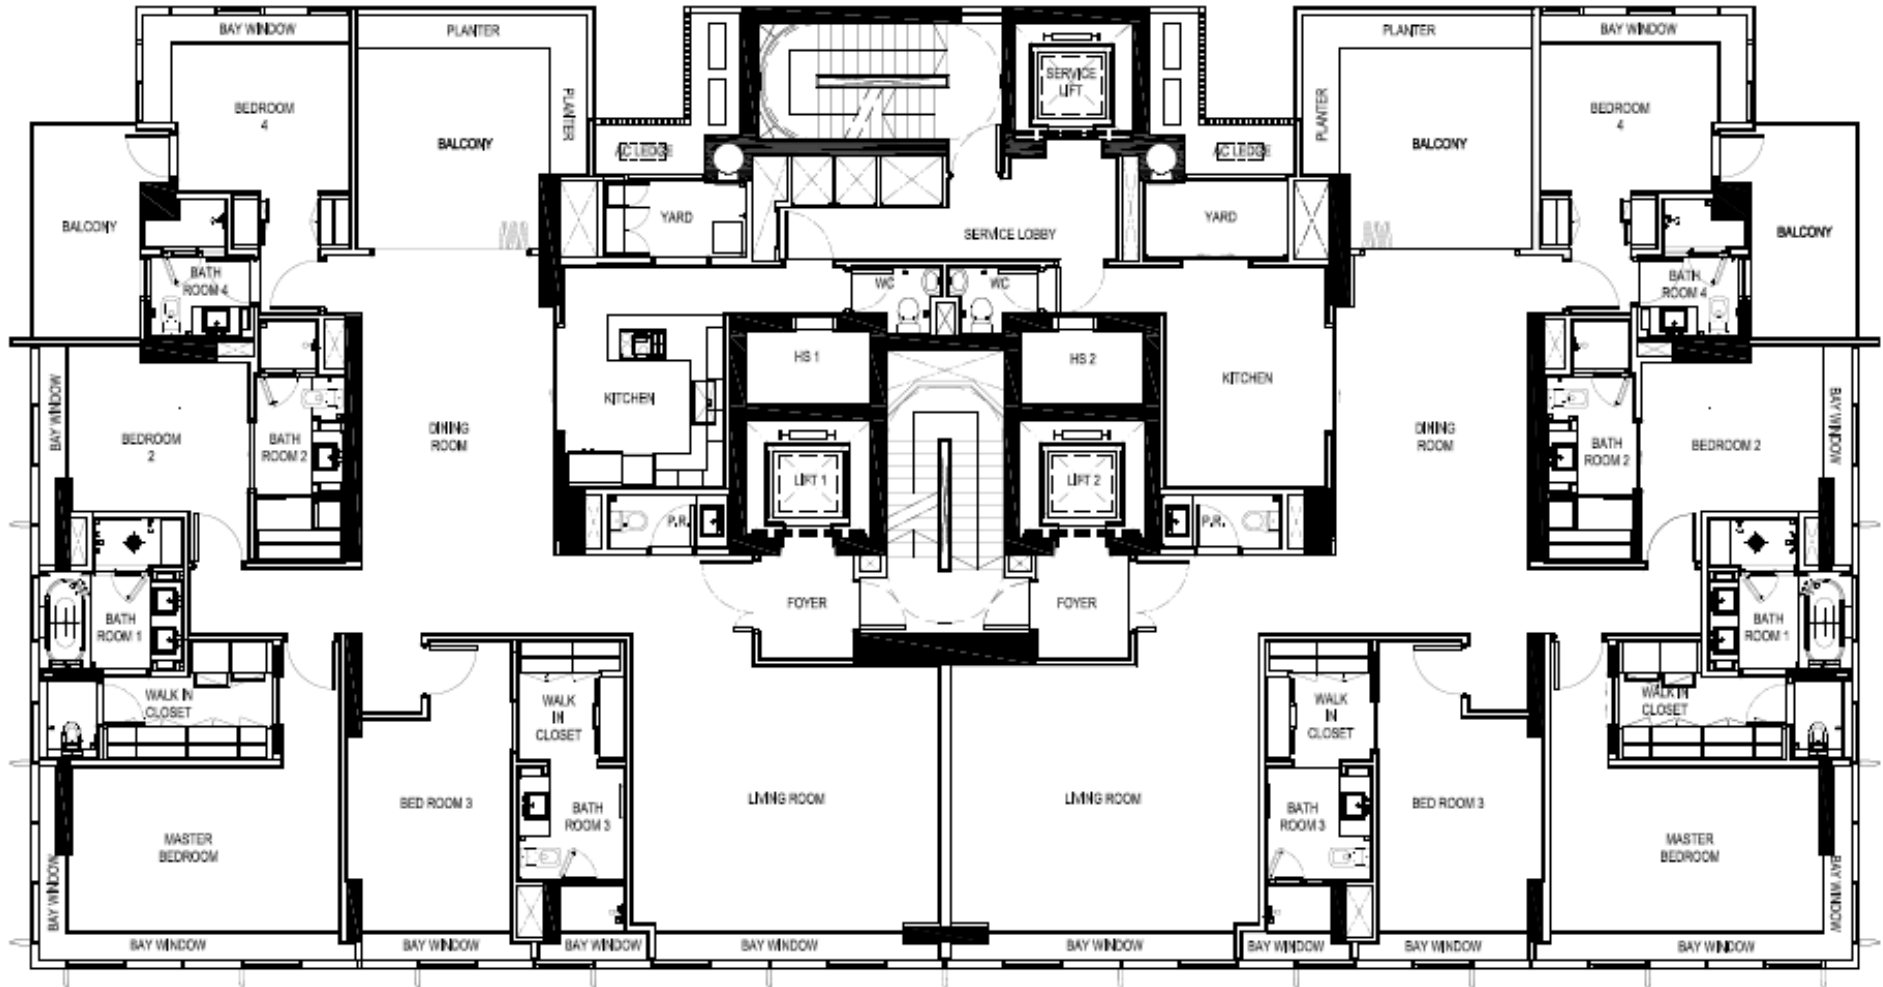 BAY WINDOW
PLANTER
PLANTER
BAY WINDOW
SERVICE
LIFT
BEDROOM
4
PLANTER
PLANTER
BEDROOM
4
BALCONY
AC LEDGE
AC LEDGE
BALCONY
BALCONY
YARD
SERVICE LOBBY
YARD
BALCONY
BATH
ROOM 4
WC
WC
BATH
ROOM 4
HS 1
HS 2
KITCHEN
KITCHEN
BAY WINDOW
BEDROOM
2
BATH
ROOM 2
DINING
ROOM
DINING
ROOM
BATH
ROOM 2
BEDROOM 2
BAY WINDOW
LIFT 1
LIFT 2
P.R.
P.R.
BATH
ROOM 1
FOYER
FOYER
BATH
ROOM 1
WALK IN
CLOSET
WALK
IN
CLOSET
WALK
IN
CLOSET
WALK IN
CLOSET
BED ROOM 3
BATH
ROOM 3
LIVING ROOM
LIVING ROOM
BATH
ROOM 3
BED ROOM 3
MASTER
BEDROOM
MASTER
BEDROOM
BAY WINDOW
BAY WINDOW
BAY WINDOW
BAY WINDOW
BAY WINDOW
BAY WINDOW
BAY WINDOW
BAY WINDOW
BAY WINDOW
BAY WINDOW